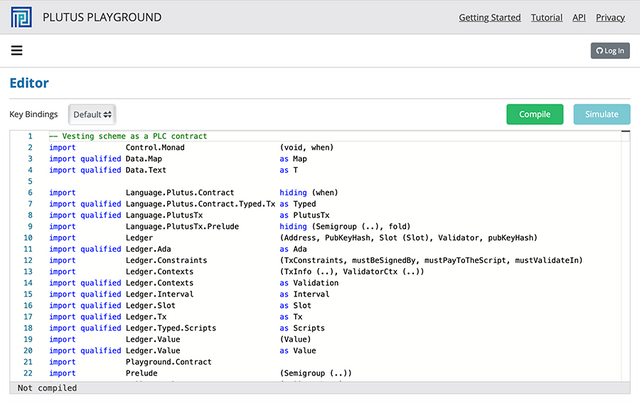 PLUTUS PLAYGROUND
Getting Started Tutorial API Privacy
Log In
Editor
Key Bindings Default Compile Simulate
1 -- Vesting scheme as a PLC contract
2 import Control.Monad (void, when)
3 import qualified Data.Map as Map
4 import qualified Data.Text as T
5
6 import Language.Plutus.Contract hiding (when)
7 import qualified Language.Plutus.Contract.Typed.Tx as Typed
8 import qualified Language.PlutusTx as PlutusTx
9 import Language.PlutusTx.Prelude hiding (Semigroup (..), fold)
10 import Ledger (Address, PubKeyHash, Slot (Slot), Validator, pubKeyHash)
11 import qualified Ledger.Ada as Ada
12 import Ledger.Constraints (TxConstraints, mustBeSignedBy, mustPayToTheScript, mustValidateIn)
13 import Ledger.Contexts (TxInfo (..), ValidatorCtx (..))
14 import qualified Ledger.Contexts as Validation
15 import qualified Ledger.Interval as Interval
16 import qualified Ledger.Slot as Slot
17 import qualified Ledger.Tx as Tx
18 import qualified Ledger.Typed.Scripts as Scripts
19 import Ledger.Value (Value)
20 import qualified Ledger.Value as Value
21 import Playground.Contract
22 import Prelude (Semigroup (..))
Not compiled